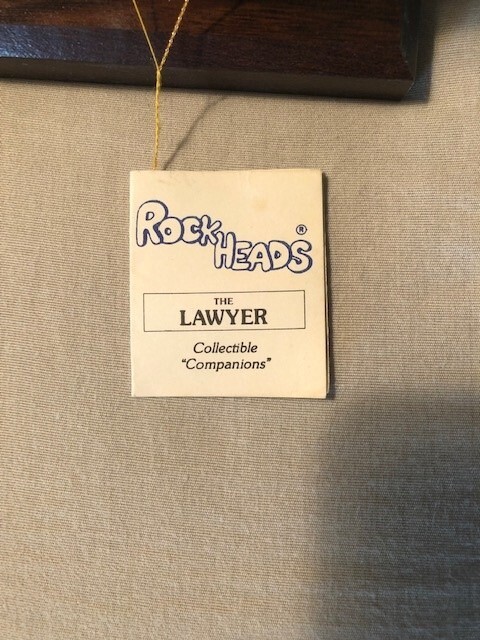 ROCK HEADS ®
THE
LAWYER
Collectible
"Companions"